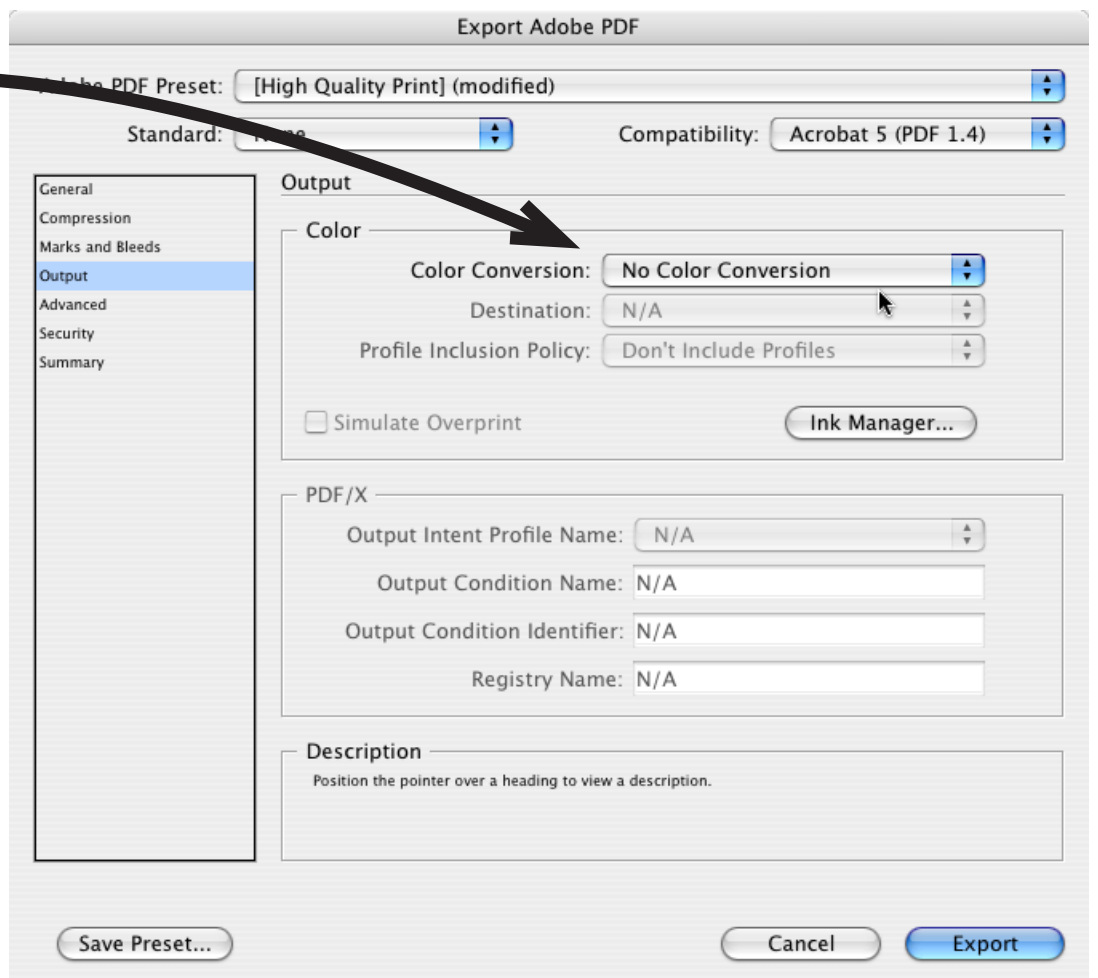 Export Adobe PDF
Adobe PDF Preset: [High Quality Print] (modified)
Standard: None Compatibility: Acrobat 5 (PDF 1.4)
General
Compression
Marks and Bleeds
Output
Advanced
Security
Summary
Output
Color
Color Conversion: No Color Conversion
Destination: N/A
Profile Inclusion Policy: Don't Include Profiles
Simulate Overprint Ink Manager...
PDF/X
Output Intent Profile Name: N/A
Output Condition Name: N/A
Output Condition Identifier: N/A
Registry Name: N/A
Description
Position the pointer over a heading to view a description.
Save Preset... Cancel Export